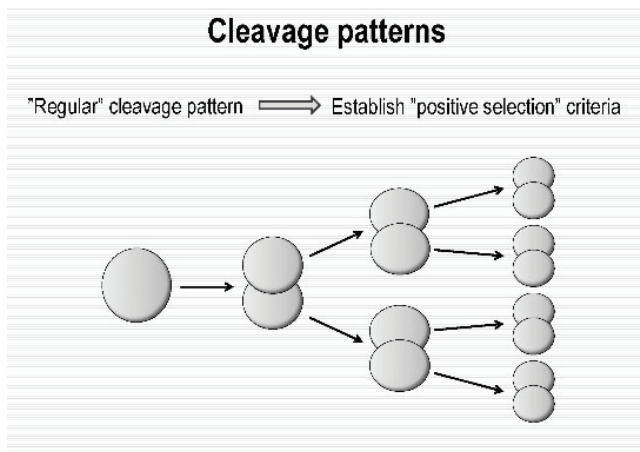 Cleavage patterns
"Regular" cleavage pattern Establish "positive selection" criteria